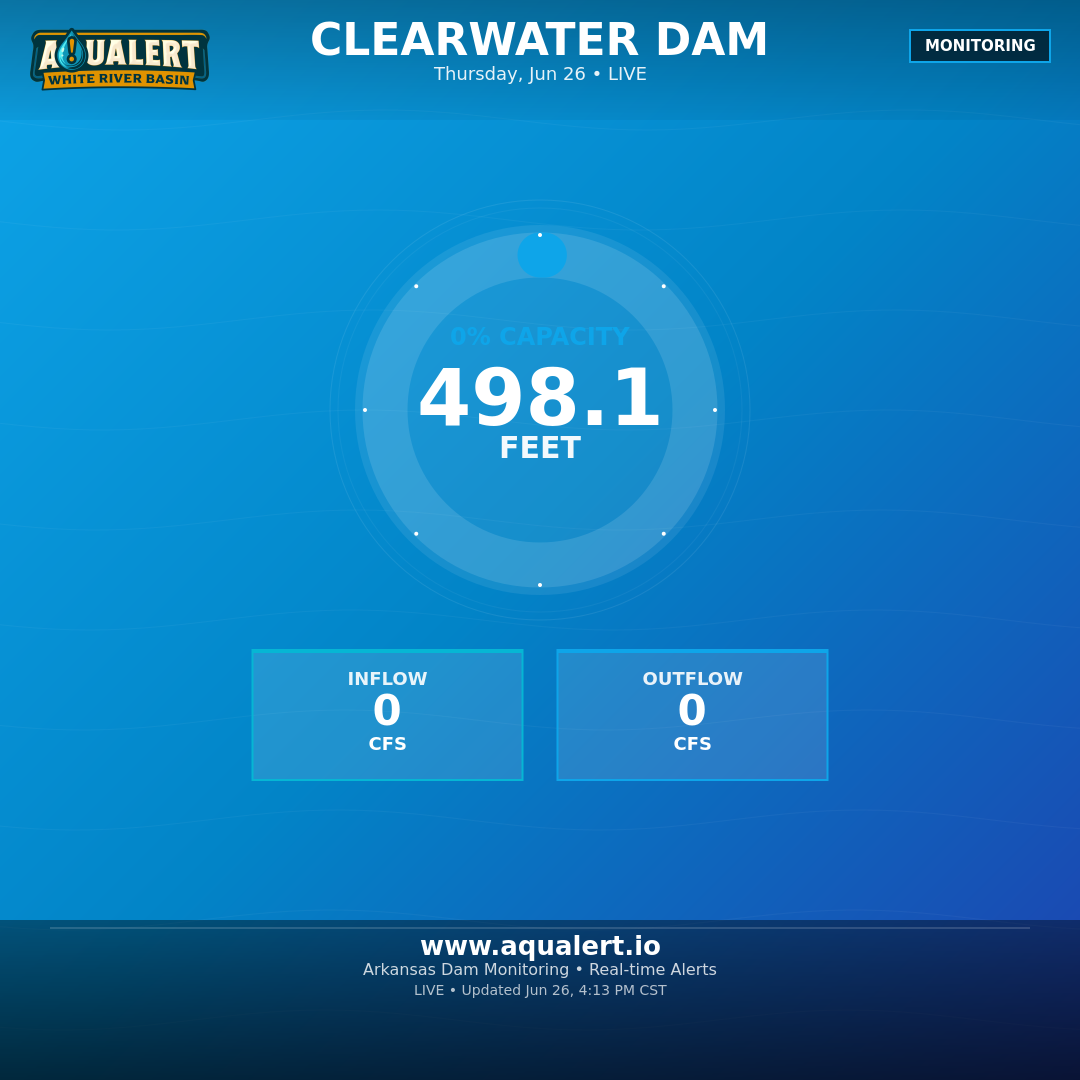 AQUALERT
WHITE RIVER BASIN
CLEARWATER DAM
Thursday, Jun 26 • LIVE
MONITORING
0% CAPACITY
498.1
FEET
INFLOW
0
CFS
OUTFLOW
0
CFS
www.aqualert.io
Arkansas Dam Monitoring • Real-time Alerts
LIVE • Updated Jun 26, 4:13 PM CST